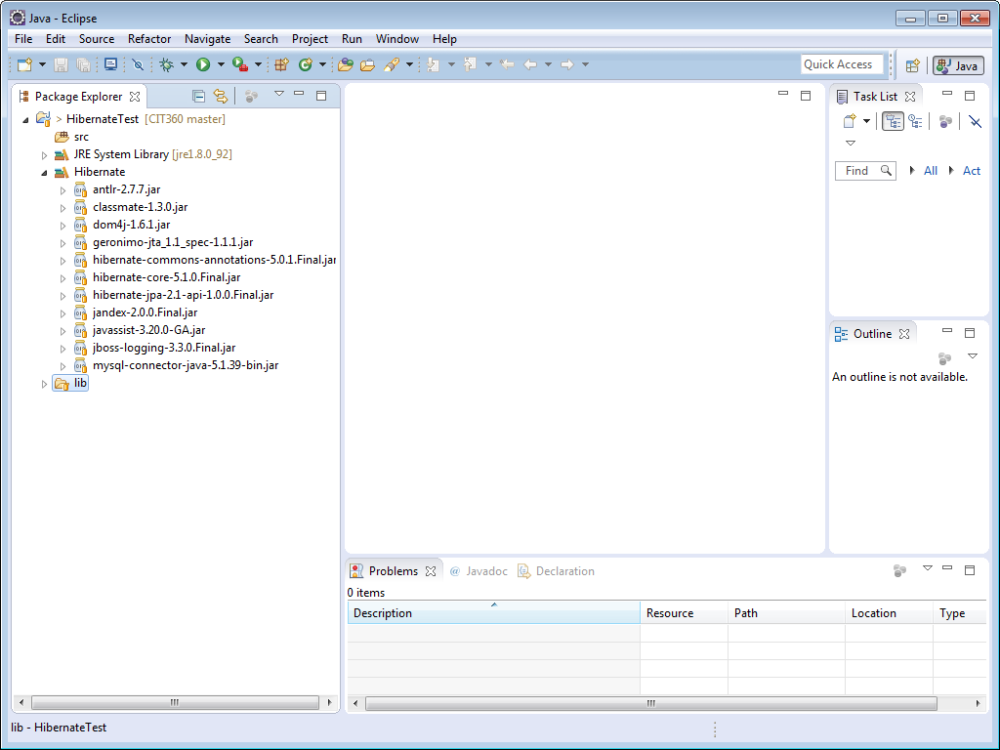 Java - Eclipse
File Edit Source Refactor Navigate Search Project Run Window Help
Quick Access Java
Package Explorer
> HibernateTest [CIT360 master]
src
JRE System Library [jre1.8.0_92]
Hibernate
antlr-2.7.7.jar
classmate-1.3.0.jar
dom4j-1.6.1.jar
geronimo-jta_1.1_spec-1.1.1.jar
hibernate-commons-annotations-5.0.1.Final.jar
hibernate-core-5.1.0.Final.jar
hibernate-jpa-2.1-api-1.0.0.Final.jar
jandex-2.0.0.Final.jar
javassist-3.20.0-GA.jar
jboss-logging-3.3.0.Final.jar
mysql-connector-java-5.1.39-bin.jar
lib
Task List
Find All Act
Outline
An outline is not available.
Problems @ Javadoc Declaration
0 items
Description Resource Path Location Type
lib - HibernateTest